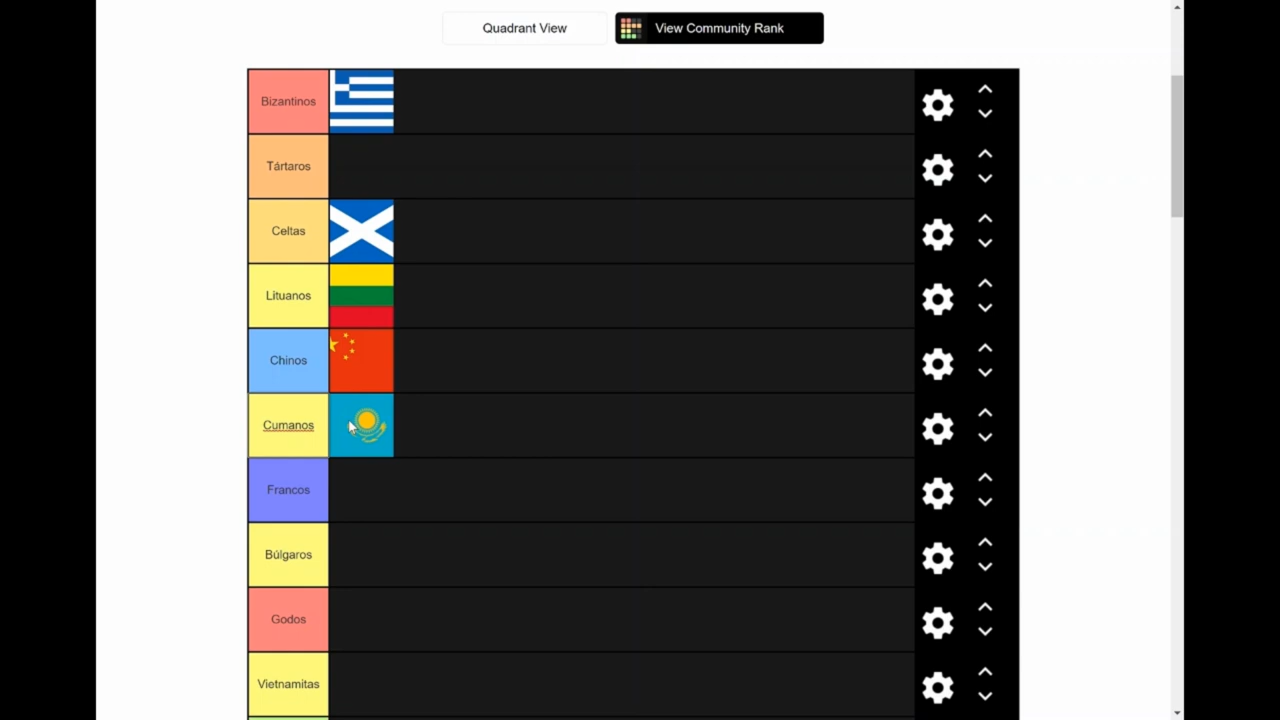 Quadrant View
View Community Rank
Bizantinos
Tártaros
Celtas
Lituanos
Chinos
Cumanos
Francos
Búlgaros
Godos
Vietnamitas